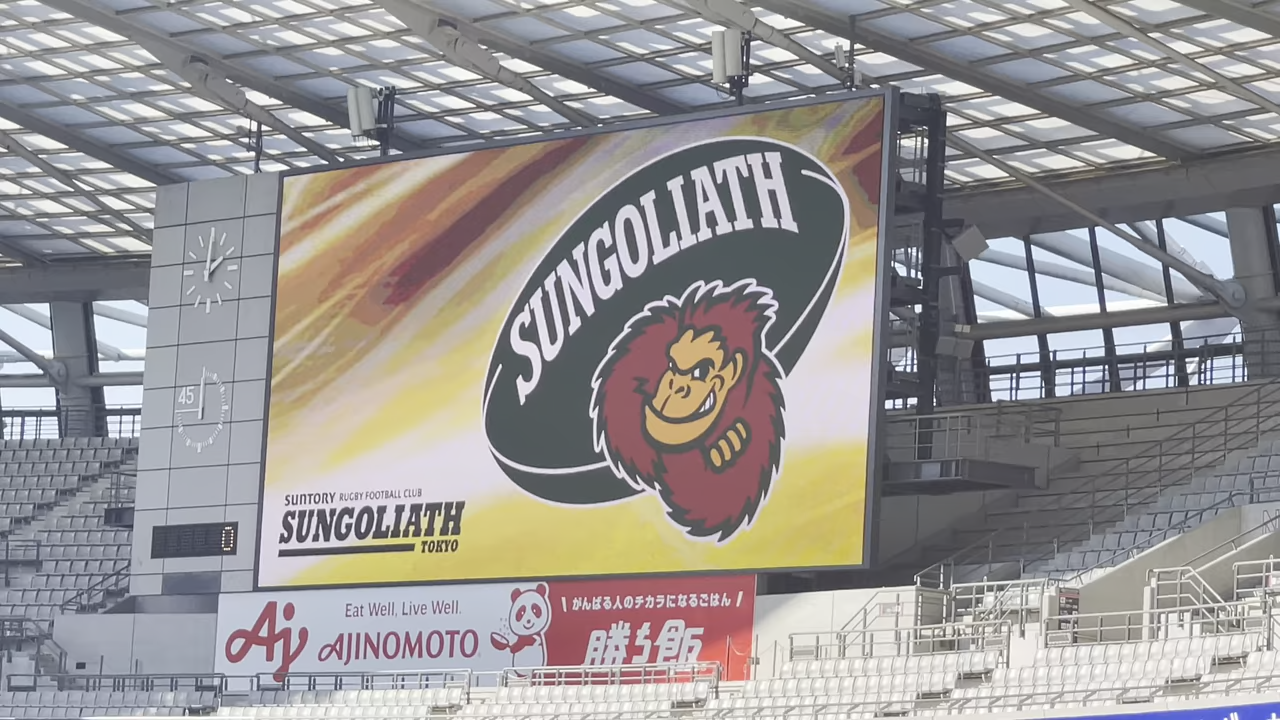 SUNGOLIATH
45
SUNTORY RUGBY FOOTBALL CLUB
SUNGOLIATH
TOKYO
Aj
Eat Well, Live Well.
AJINOMOTO
がんばる人のチカラになるごはん
勝ち飯